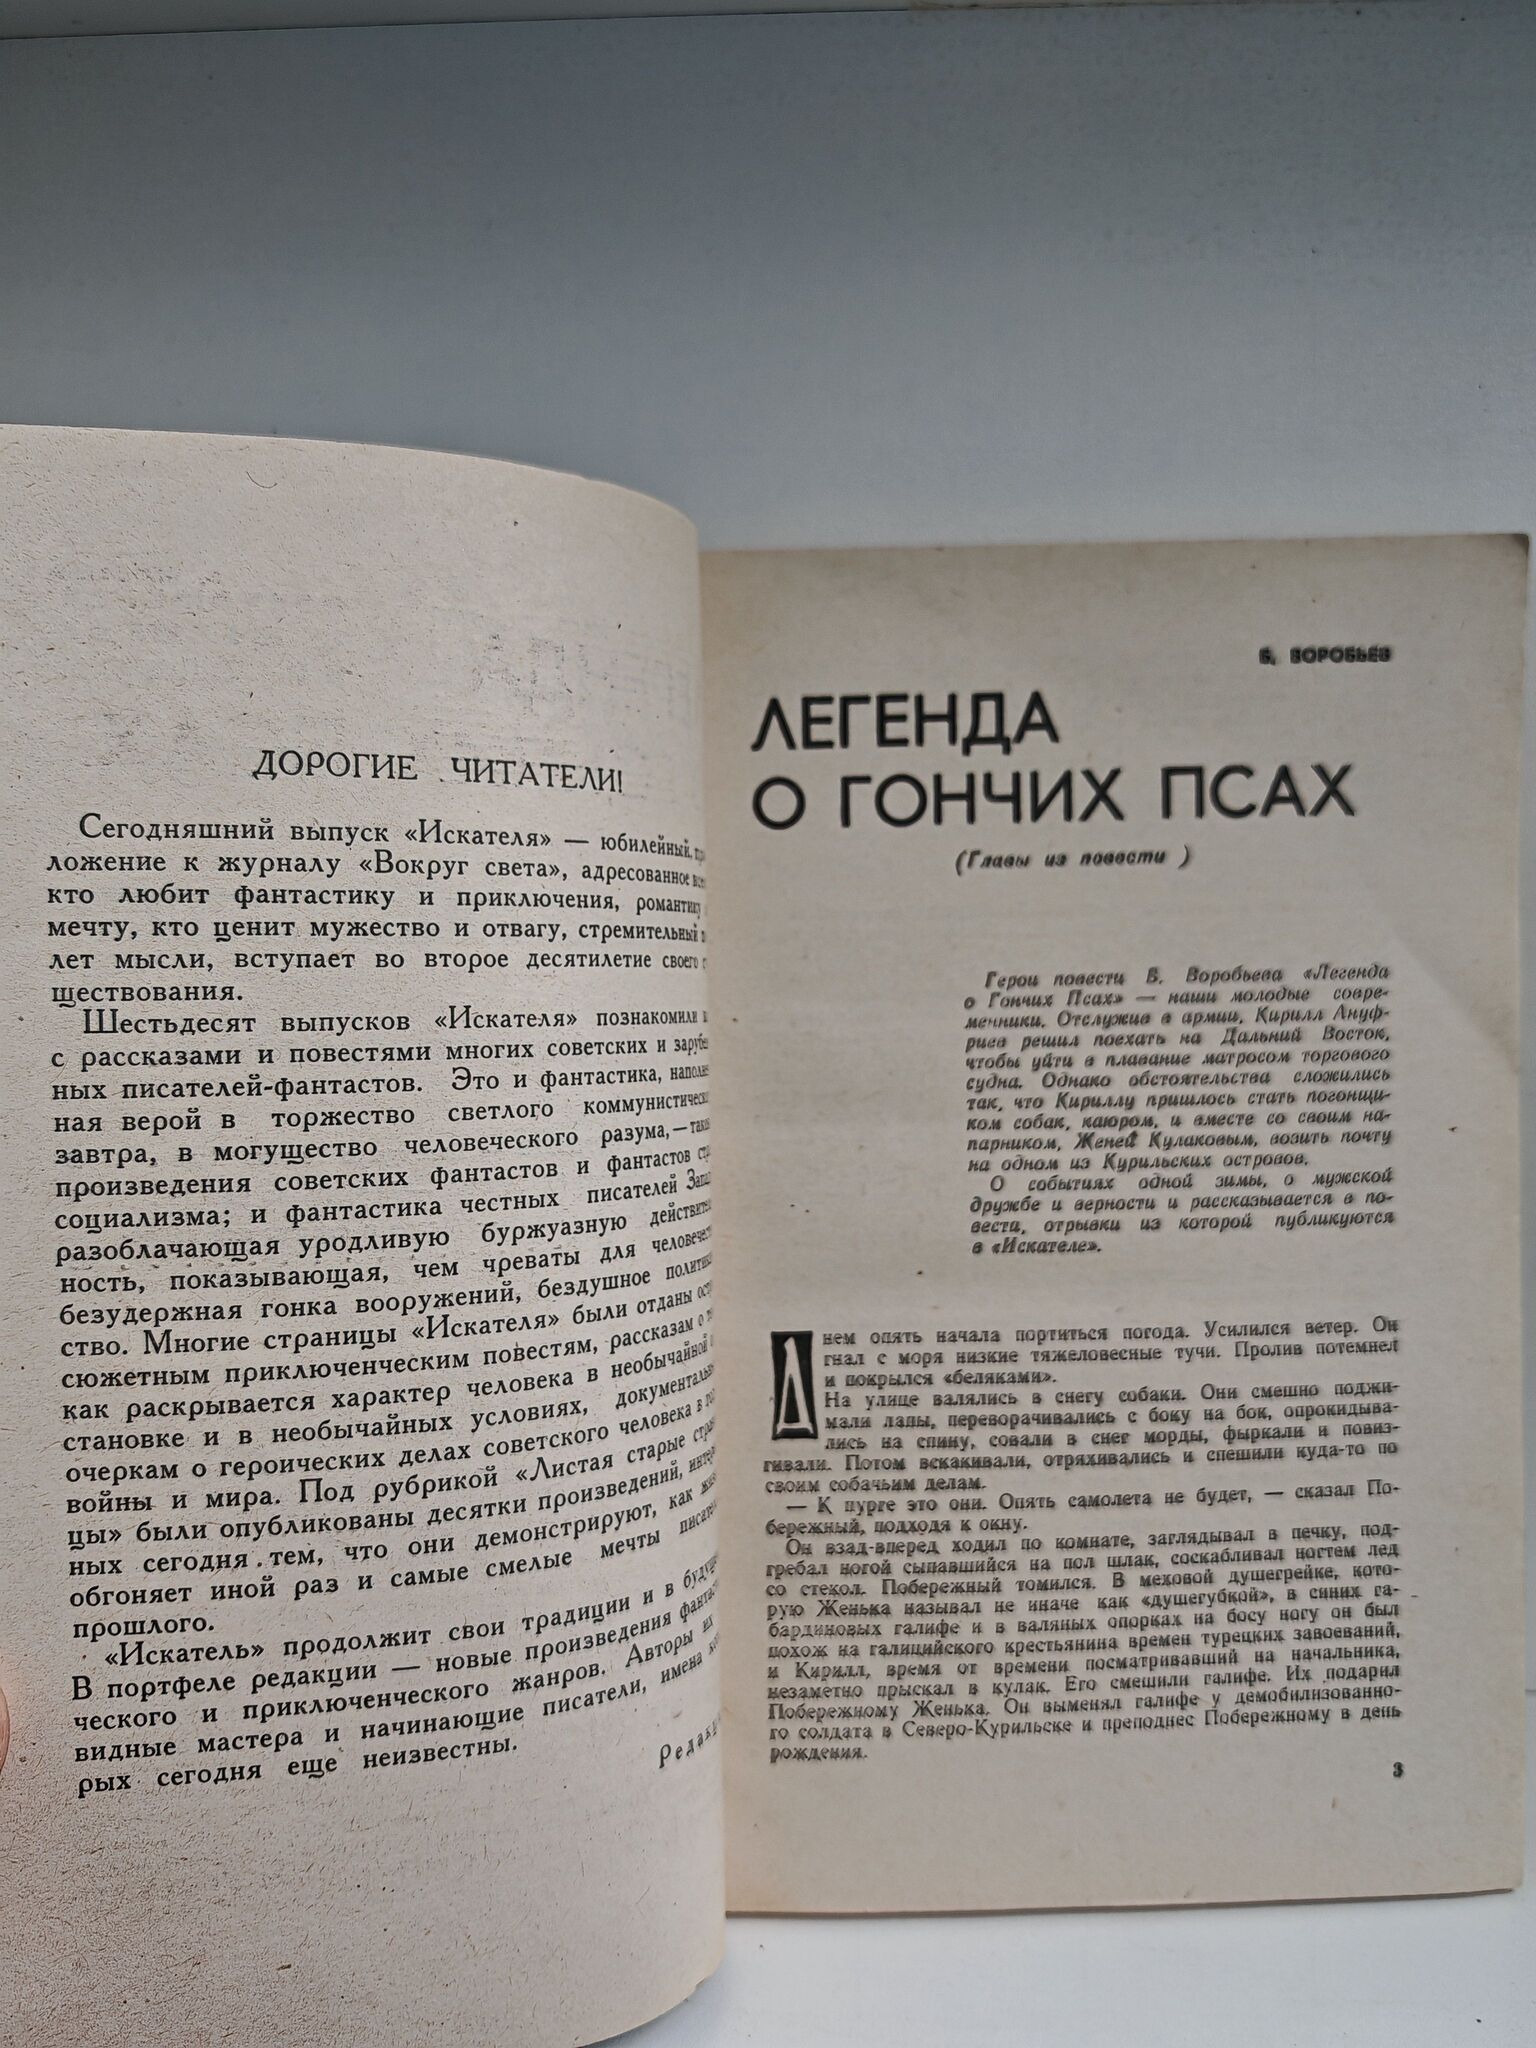 ДОРОГИЕ ЧИТАТЕЛИ!
Сегодняшний выпуск «Искателя» — юбилейный,
ложение к журналу «Вокруг света», адресованное
кто любит фантастику и приключения, романтику
мечту, кто ценит мужество и отвагу, стремительный
лет мысли, вступает во второе десятилетие своего
ществования.
Шестьдесят выпусков «Искателя» познакомили
с рассказами и повестями многих советских и зарубе
ных писателей-фантастов. Это и фантастика, наполне
ная верой в торжество светлого коммунистическ
завтра, в могущество человеческого разума, —
произведения советских фантастов и фантастов
социализма; и фантастика честных писателей Запа
разоблачающая уродливую буржуазную действител
ность, показывающая, чем чреваты для человечест
безудержная гонка вооружений, бездушное политик
ство. Многие страницы «Искателя» были отданы
сюжетным приключенческим повестям, рассказам о
как раскрывается характер человека в необычайной
становке и в необычайных условиях, документальн
очеркам о героических делах советского человека в
войны и мира. Под рубрикой «Листая старые стра
цы» были опубликованы десятки произведений, интер
ных сегодня тем, что они демонстрируют, как
обгоняет иной раз и самые смелые мечты писател
прошлого.
«Искатель» продолжит свои традиции и в будущ
В портфеле редакции — новые произведения фантас
ческого и приключенческого жанров. Авторы их
видные мастера и начинающие писатели, имена кот
рых сегодня еще неизвестны.
Редакц
Б. ВОРОБЬЕВ
ЛЕГЕНДА
О ГОНЧИХ ПСАХ
(Главы из повести )
Герои повести Б. Воробьева «Легенда
о Гончих Псах» — наши молодые совре-
менники. Отслужив в армии, Кирилл Ануф-
риев решил поехать на Дальний Восток,
чтобы уйти в плавание матросом торгового
судна. Однако обстоятельства сложились
так, что Кириллу пришлось стать погонщи-
ком собак, каюром, и вместе со своим на-
парником, Женей Кулаковым, возить почту
на одном из Курильских островов.
О событиях одной зимы, о мужской
дружбе и верности и рассказывается в по-
вести, отрывки из которой публикуются
в «Искателе».
Днем опять начала портиться погода. Усилился ветер. Он
гнал с моря низкие тяжеловесные тучи. Пролив потемнел
и покрылся «беляками».
На улице валялись в снегу собаки. Они смешно поджи-
мали лапы, переворачивались с боку на бок, опрокидыва-
лись на спину, совали в снег морды, фыркали и повиз-
гивали. Потом вскакивали, отряхивались и спешили куда-то по
своим собачьим делам.
— К пурге это они. Опять самолета не будет, — сказал По-
бережный, подходя к окну.
Он взад-вперед ходил по комнате, заглядывал в печку, под-
гребал ногой сыпавшийся на пол шлак, соскабливал ногтем лед
со стекол. Побережный томился. В меховой душегрейке, кото-
рую Женька называл не иначе как «душегубкой», в синих га-
бардиновых галифе и в валяных опорках на босу ногу он был
похож на галицийского крестьянина времен турецких завоеваний,
и Кирилл, время от времени посматривавший на начальника,
незаметно прыскал в кулак. Его смешили галифе. Их подарил
Побережному Женька. Он выменял галифе у демобилизованно-
го солдата в Северо-Курильске и преподнес Побережному в день
рождения.
3